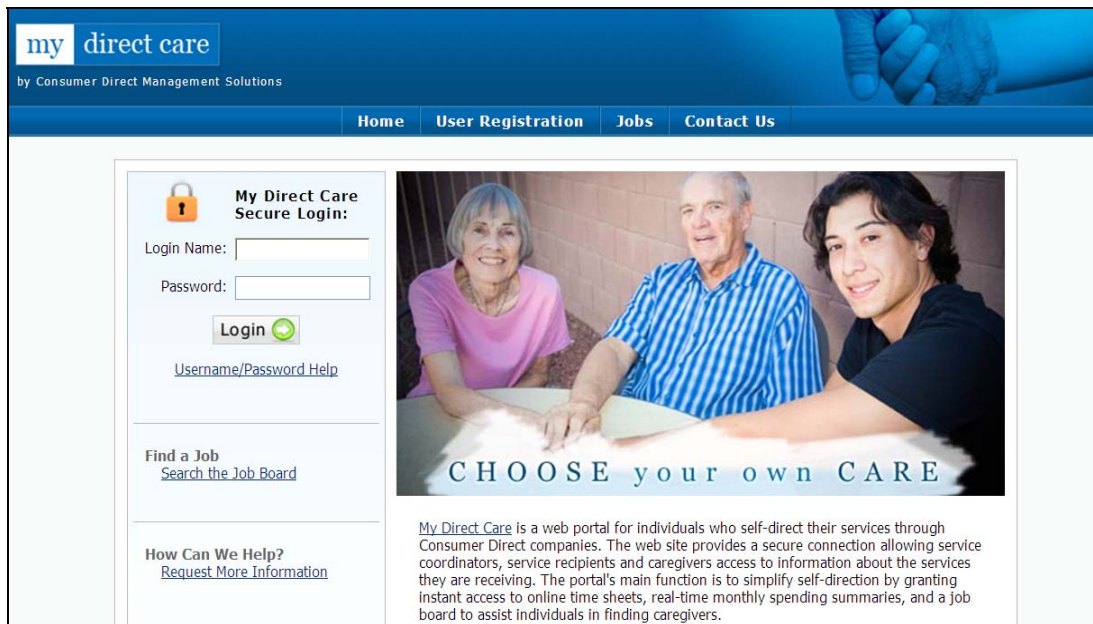 my direct care
by Consumer Direct Management Solutions
Home User Registration Jobs Contact Us
My Direct Care
Secure Login:
Login Name:
Password:
Login
Username/Password Help
Find a Job
Search the Job Board
How Can We Help?
Request More Information
CHOOSE your own CARE
My Direct Care is a web portal for individuals who self-direct their services through
Consumer Direct companies. The web site provides a secure connection allowing service
coordinators, service recipients and caregivers access to information about the services
they are receiving. The portal's main function is to simplify self-direction by granting
instant access to online time sheets, real-time monthly spending summaries, and a job
board to assist individuals in finding caregivers.